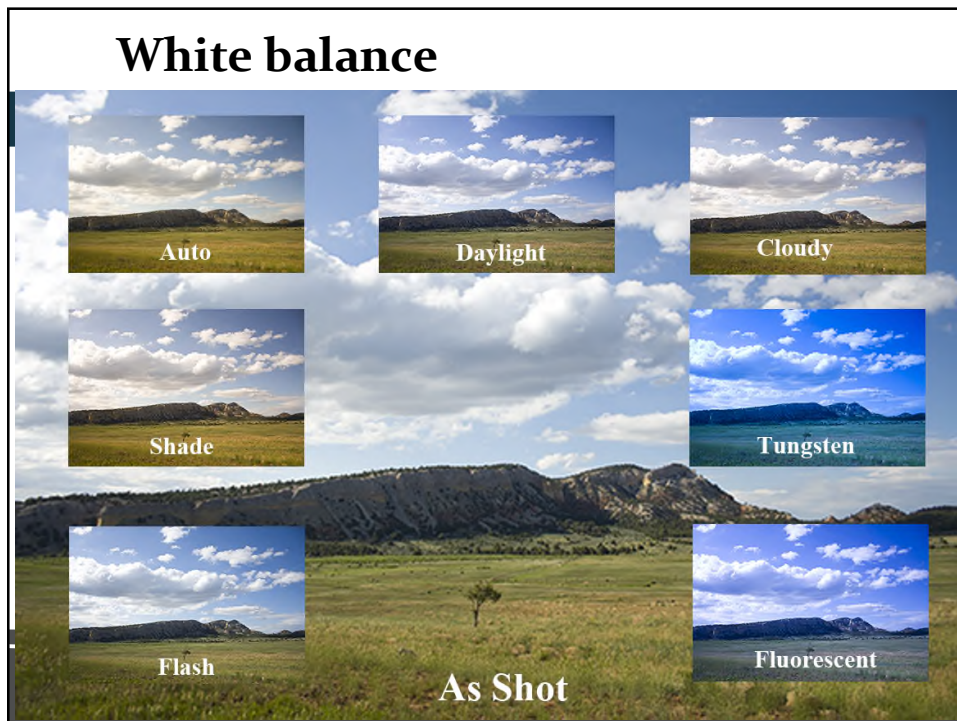 White balance
Auto
Daylight
Cloudy
Shade
Tungsten
Flash
Fluorescent
As Shot